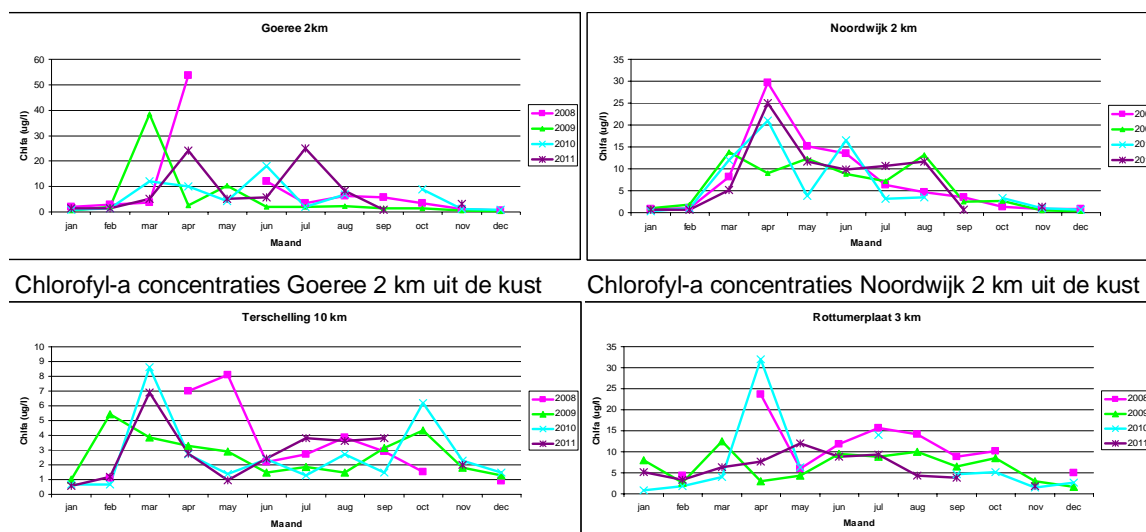 Goeree 2km
Chlfa (ug/l)
60
50
40
30
20
10
0
jan feb mar apr may jun jul aug sep oct nov dec
Maand
2008
2009
2010
2011
Noordwijk 2 km
Chlfa (ug/l)
35
30
25
20
15
10
5
0
jan feb mar apr may jun jul aug sep oct nov dec
Maand
Chlorofyl-a concentraties Goeree 2 km uit de kust
Chlorofyl-a concentraties Noordwijk 2 km uit de kust
Terschelling 10 km
Chlfa (ug/l)
10
9
8
7
6
5
4
3
2
1
0
jan feb mar apr may jun jul aug sep oct nov dec
Maand
2008
2009
2010
2011
Rottumerplaat 3 km
Chlfa (ug/l)
35
30
25
20
15
10
5
0
jan feb mar apr may jun jul aug sep oct nov dec
Maand
2008
2009
2010
2011